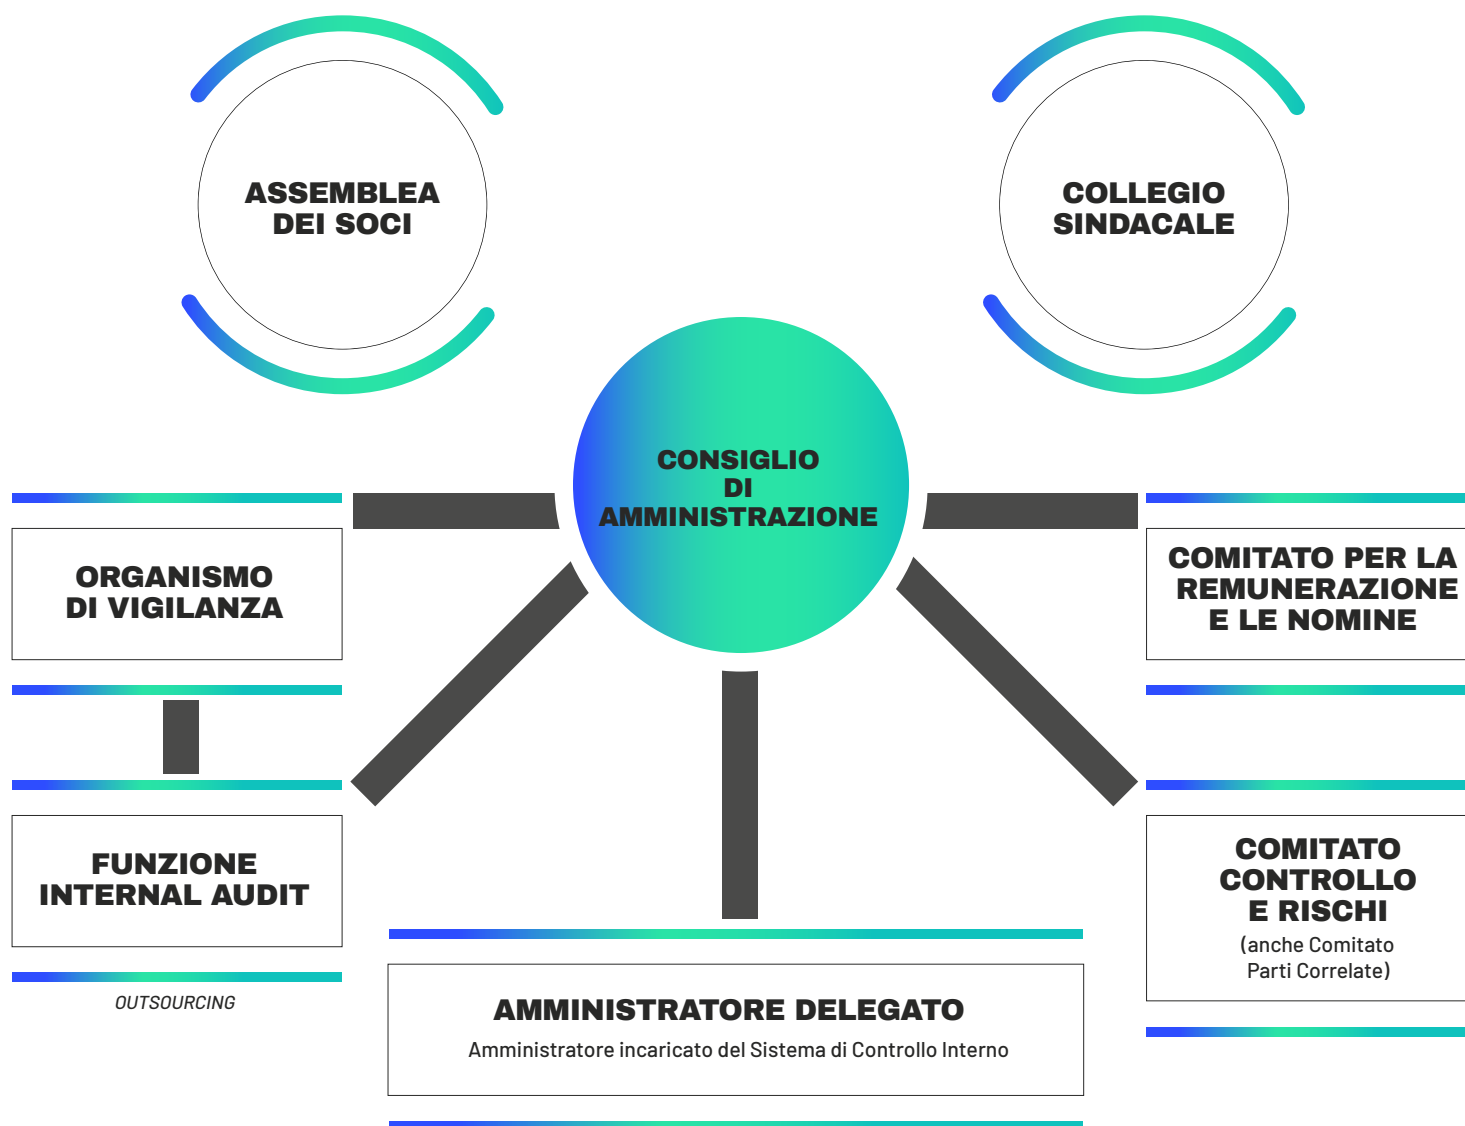 ASSEMBLEA
DEI SOCI
COLLEGIO
SINDACALE
CONSIGLIO
DI
AMMINISTRAZIONE
ORGANISMO
DI VIGILANZA
COMITATO PER LA
REMUNERAZIONE
E LE NOMINE
FUNZIONE
INTERNAL AUDIT
OUTSOURCING
COMITATO
CONTROLLO
E RISCHI
(anche Comitato
Parti Correlate)
AMMINISTRATORE DELEGATO
Amministratore incaricato del Sistema di Controllo Interno